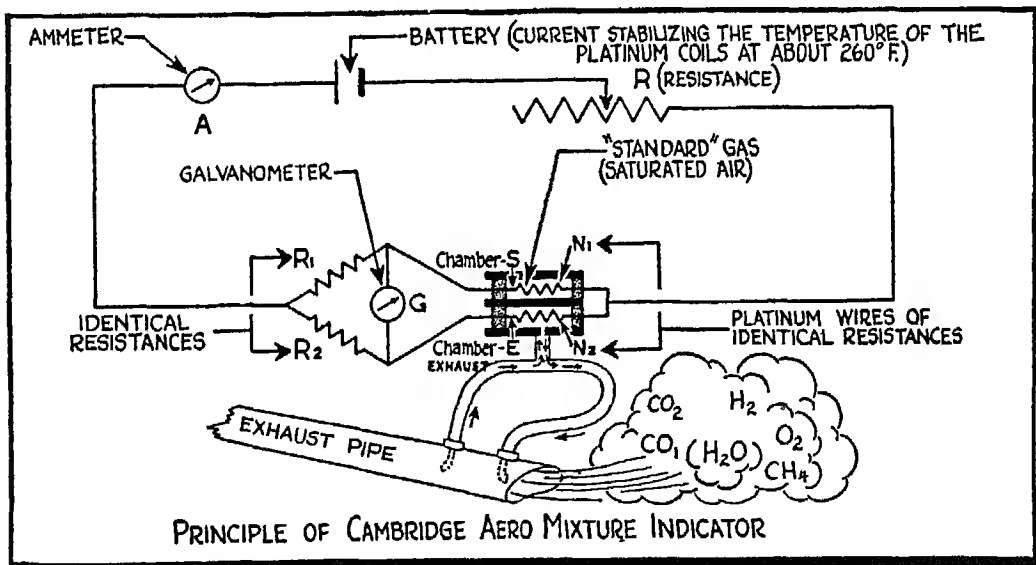 AMMETER
BATTERY (CURRENT STABILIZING THE TEMPERATURE OF THE
PLATINUM COILS AT ABOUT 260°F.)
R (RESISTANCE)
A
"STANDARD" GAS
(SATURATED AIR)
GALVANOMETER
R1
Chamber-S
N1
G
IDENTICAL
RESISTANCES
R2
Chamber-E
EXHAUST
N2
PLATINUM WIRES OF
IDENTICAL RESISTANCES
EXHAUST PIPE
CO2
H2
O2
CO1
(H2O)
CH4)
PRINCIPLE OF CAMBRIDGE AERO MIXTURE INDICATOR